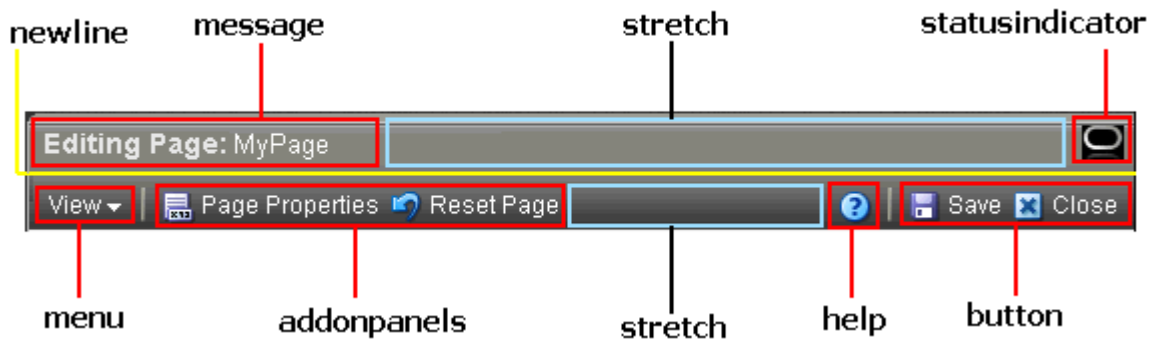 newline message stretch statusindicator
Editing Page: MyPage
View Page Properties Reset Page ? Save Close
menu addonpanels stretch help button